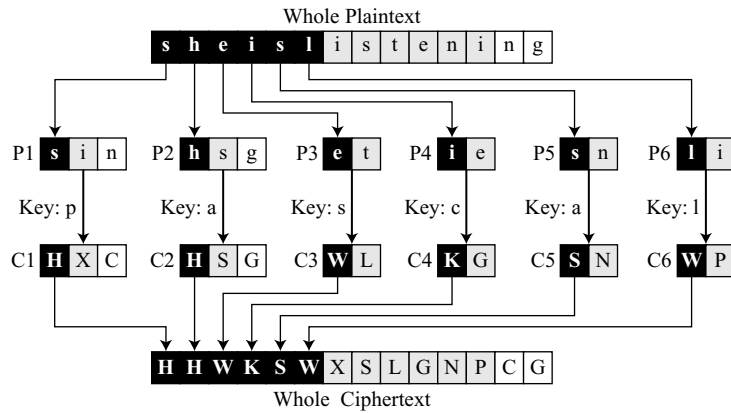 Whole Plaintext
s h e i s l i s t e n i n g
P1 s i n P2 h s g P3 e t P4 i e P5 s n P6 l i
Key: p Key: a Key: s Key: c Key: a Key: l
C1 H X C C2 H S G C3 W L C4 K G C5 S N C6 W P
H H W K S W X S L G N P C G
Whole Ciphertext